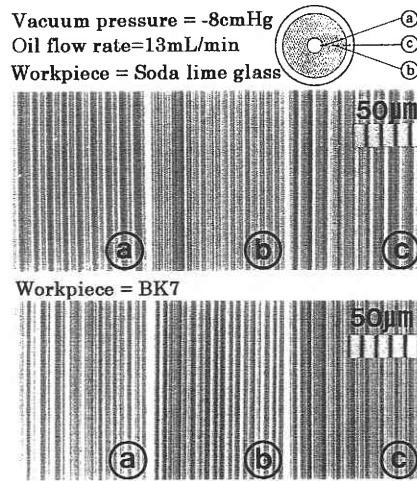 Vacuum pressure = -8cmHg
Oil flow rate=13mL/min
Workpiece = Soda lime glass
ⓐ
ⓒ
ⓑ
50μm
ⓐ ⓑ ⓒ
Workpiece = BK7
50μm
ⓐ ⓑ ⓒ